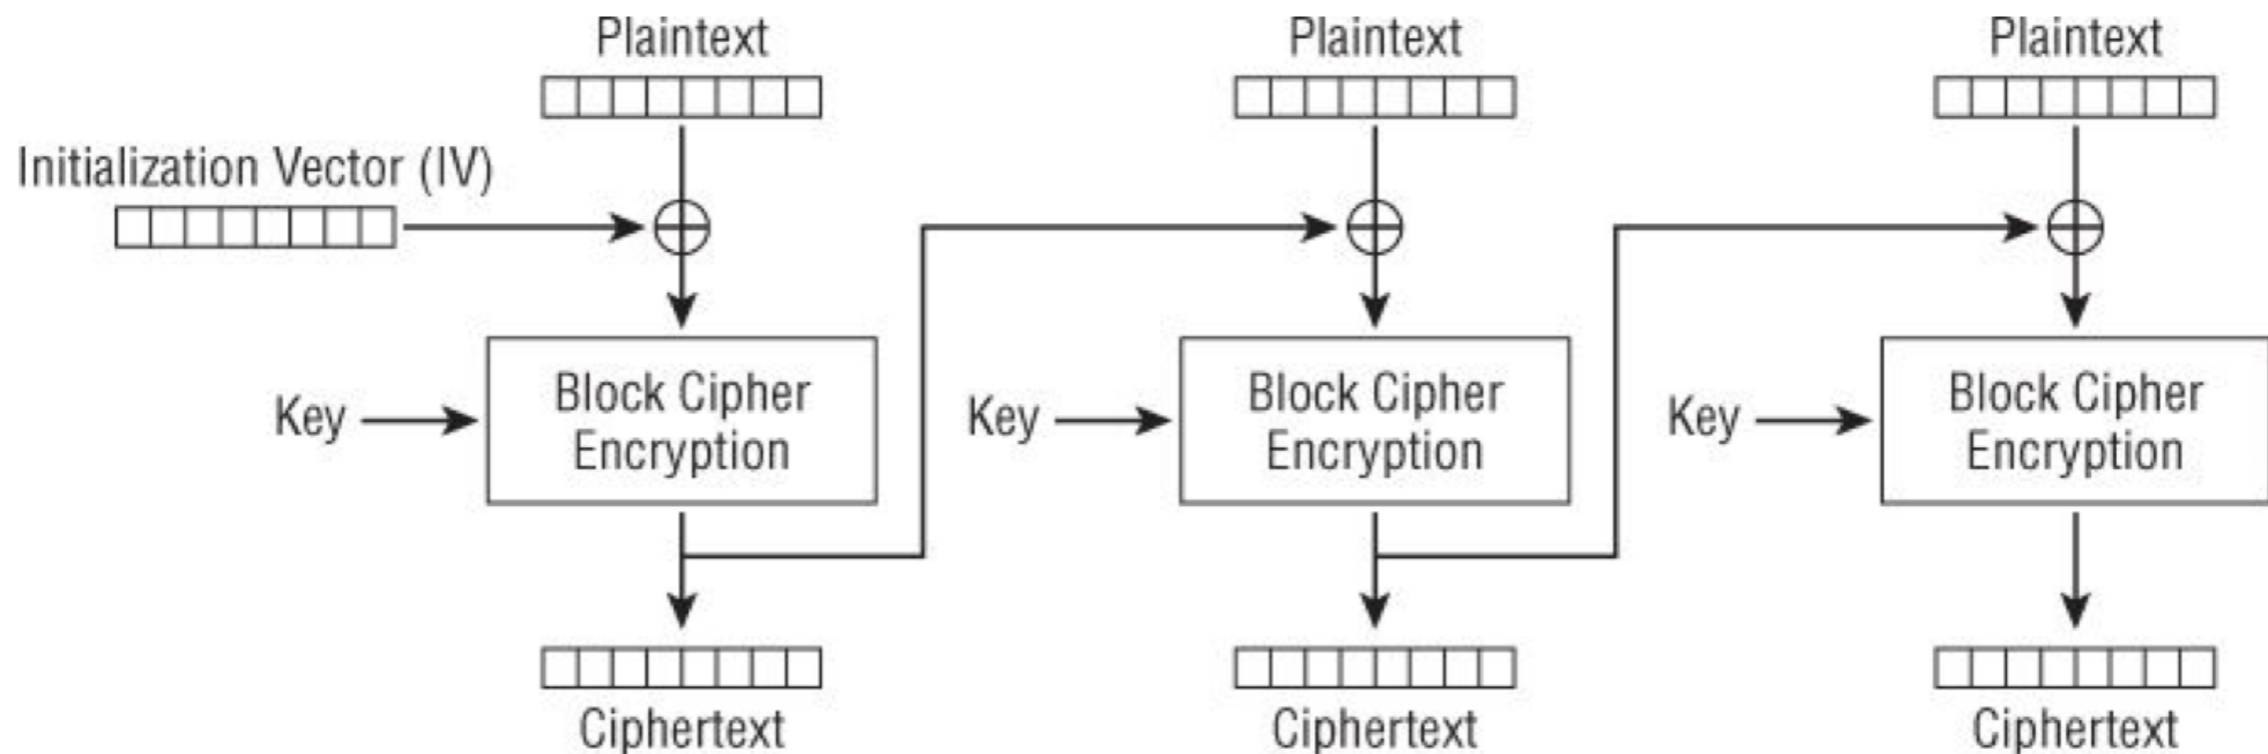 Plaintext
Plaintext
Plaintext
Initialization Vector (IV)
Key
Block Cipher
Encryption
Key
Block Cipher
Encryption
Key
Block Cipher
Encryption
Ciphertext
Ciphertext
Ciphertext